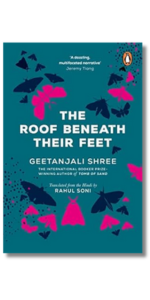 'A dazzling,
multifaceted narrative'
Jeremy Tiang
THE
ROOF BENEATH
THEIR FEET
GEETANJALI SHREE
THE INTERNATIONAL BOOKER PRIZE–
WINNING AUTHOR OF TOMB OF SAND
Translated from the Hindi by
RAHUL SONI